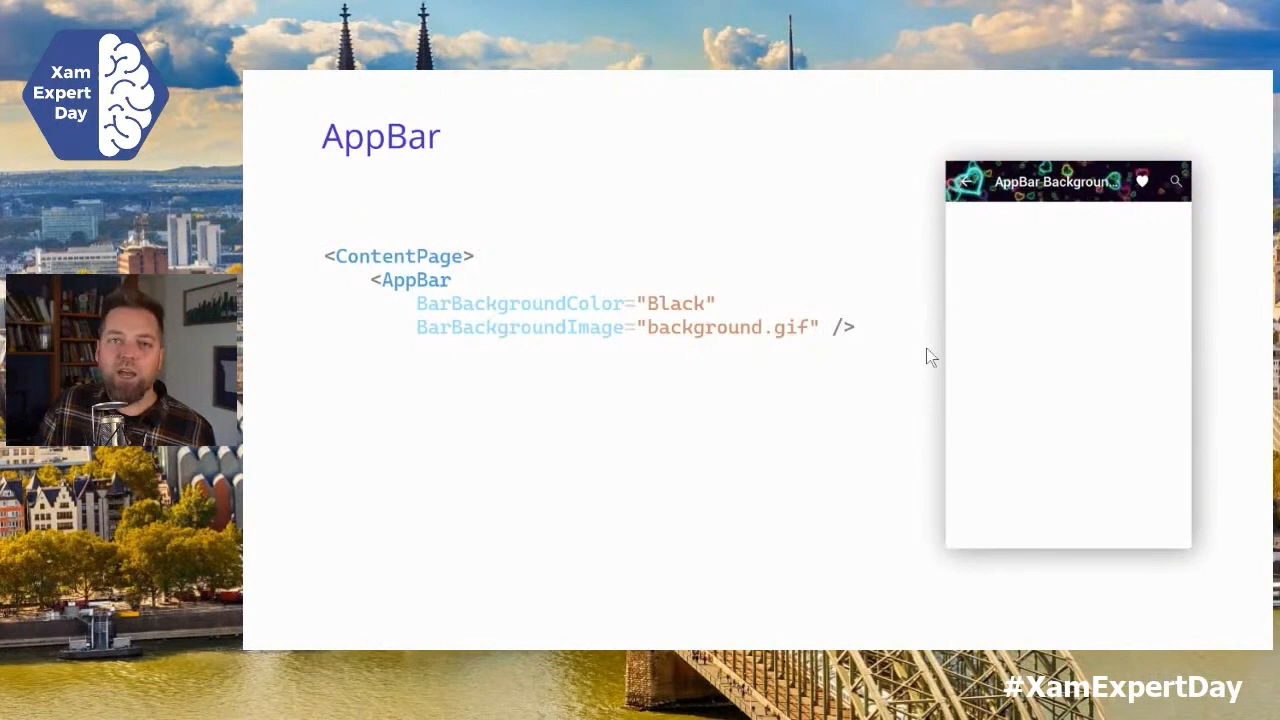 Xam
Expert
Day
AppBar
AppBar Backgroun...
<ContentPage>
<AppBar
BarBackgroundColor="Black"
BarBackgroundImage="background.gif" />
#XamExpertDay